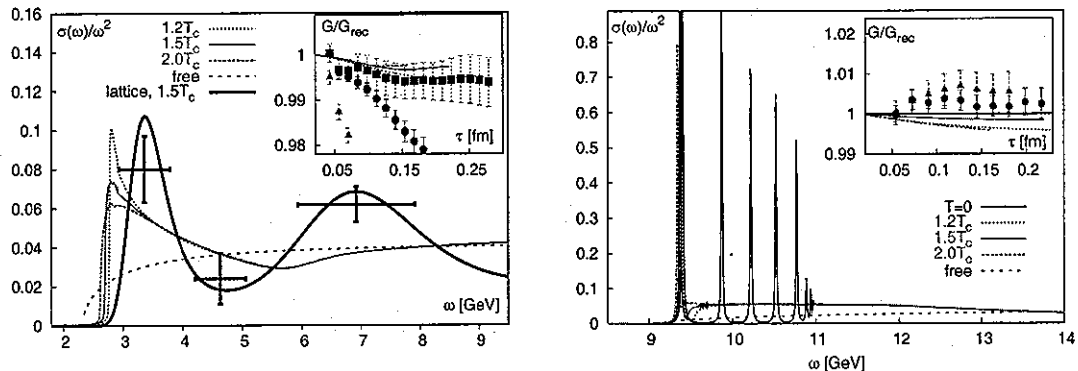 0.16
0.14
0.12
0.1
0.08
0.06
0.04
0.02
0
σ(ω)/ω²
1.2T_c
1.5T_c
2.0T_c
free
lattice, 1.5T_c
G/G_rec
1
0.99
0.98
τ [fm]
0.05 0.15 0.25
ω [GeV]
2 3 4 5 6 7 8 9
0.8
0.7
0.6
0.5
0.4
0.3
0.2
0.1
0
σ(ω)/ω²
G/G_rec
1.02
1.01
1
0.99
τ [fm]
0.05 0.1 0.15 0.2
T=0
1.2T_c
1.5T_c
2.0T_c
free
9 10 11 12 13 14
ω [GeV]